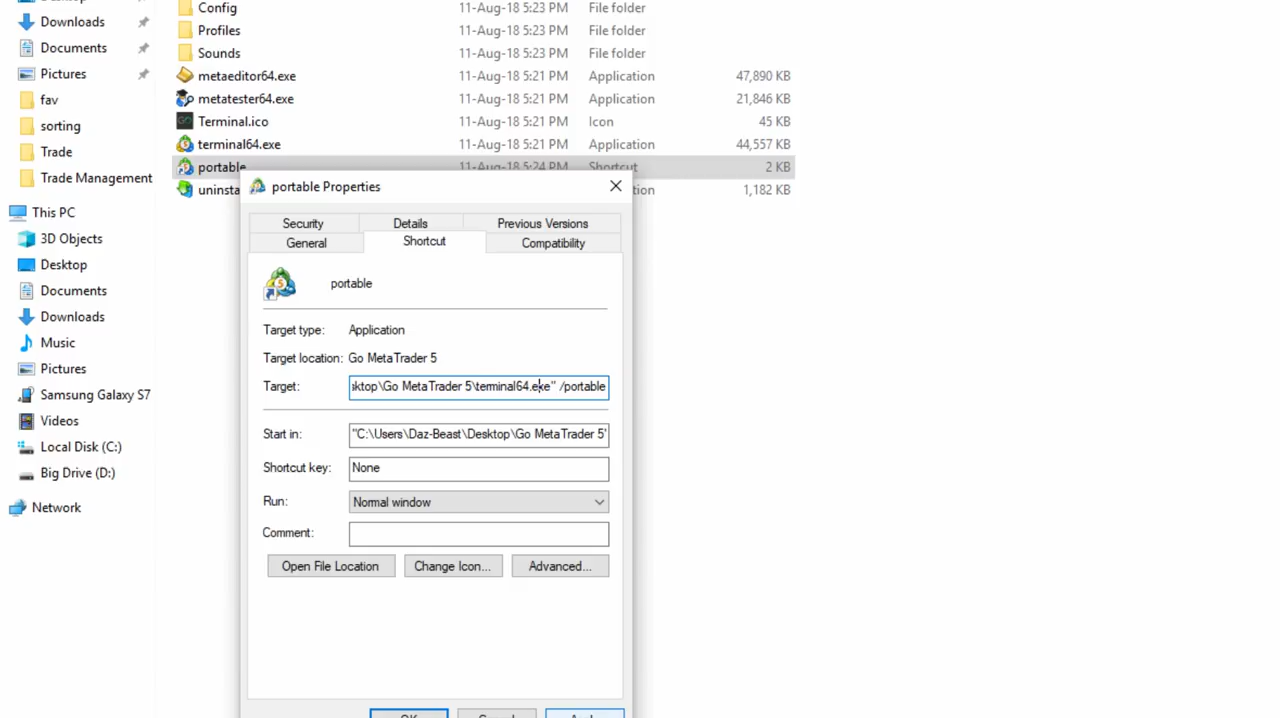 Config 11-Aug-18 5:23 PM File folder
Downloads Profiles 11-Aug-18 5:23 PM File folder
Documents Sounds 11-Aug-18 5:23 PM File folder
Pictures metaeditor64.exe 11-Aug-18 5:21 PM Application 47,890 KB
fav metatester64.exe 11-Aug-18 5:21 PM Application 21,846 KB
sorting Terminal.ico 11-Aug-18 5:21 PM Icon 45 KB
Trade terminal64.exe 11-Aug-18 5:21 PM Application 44,557 KB
Trade Management portable 11-Aug-18 5:24 PM Shortcut 2 KB
uninsta tion 1,182 KB
This PC
3D Objects
Desktop
Documents
Downloads
Music
Pictures
Samsung Galaxy S7
Videos
Local Disk (C:)
Big Drive (D:)
Network
portable Properties
Security Details Previous Versions
General Shortcut Compatibility
portable
Target type: Application
Target location: Go MetaTrader 5
Target: sktop\Go MetaTrader 5\terminal64.exe" /portable
Start in: "C:\Users\Daz-Beast\Desktop\Go MetaTrader 5"
Shortcut key: None
Run: Normal window
Comment:
Open File Location Change Icon... Advanced...